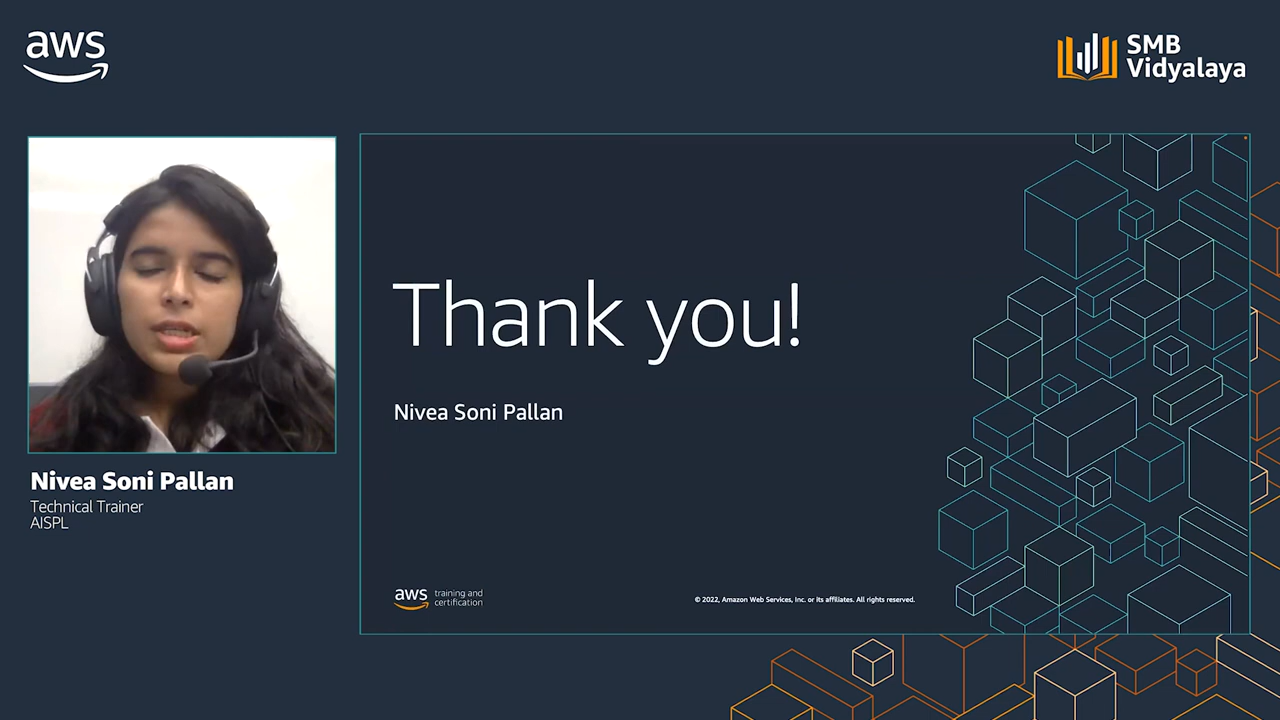 aws
SMB
Vidyalaya
Thank you!
Nivea Soni Pallan
Nivea Soni Pallan
Technical Trainer
AISPL
aws training and
certification
© 2022, Amazon Web Services, Inc. or its affiliates. All rights reserved.